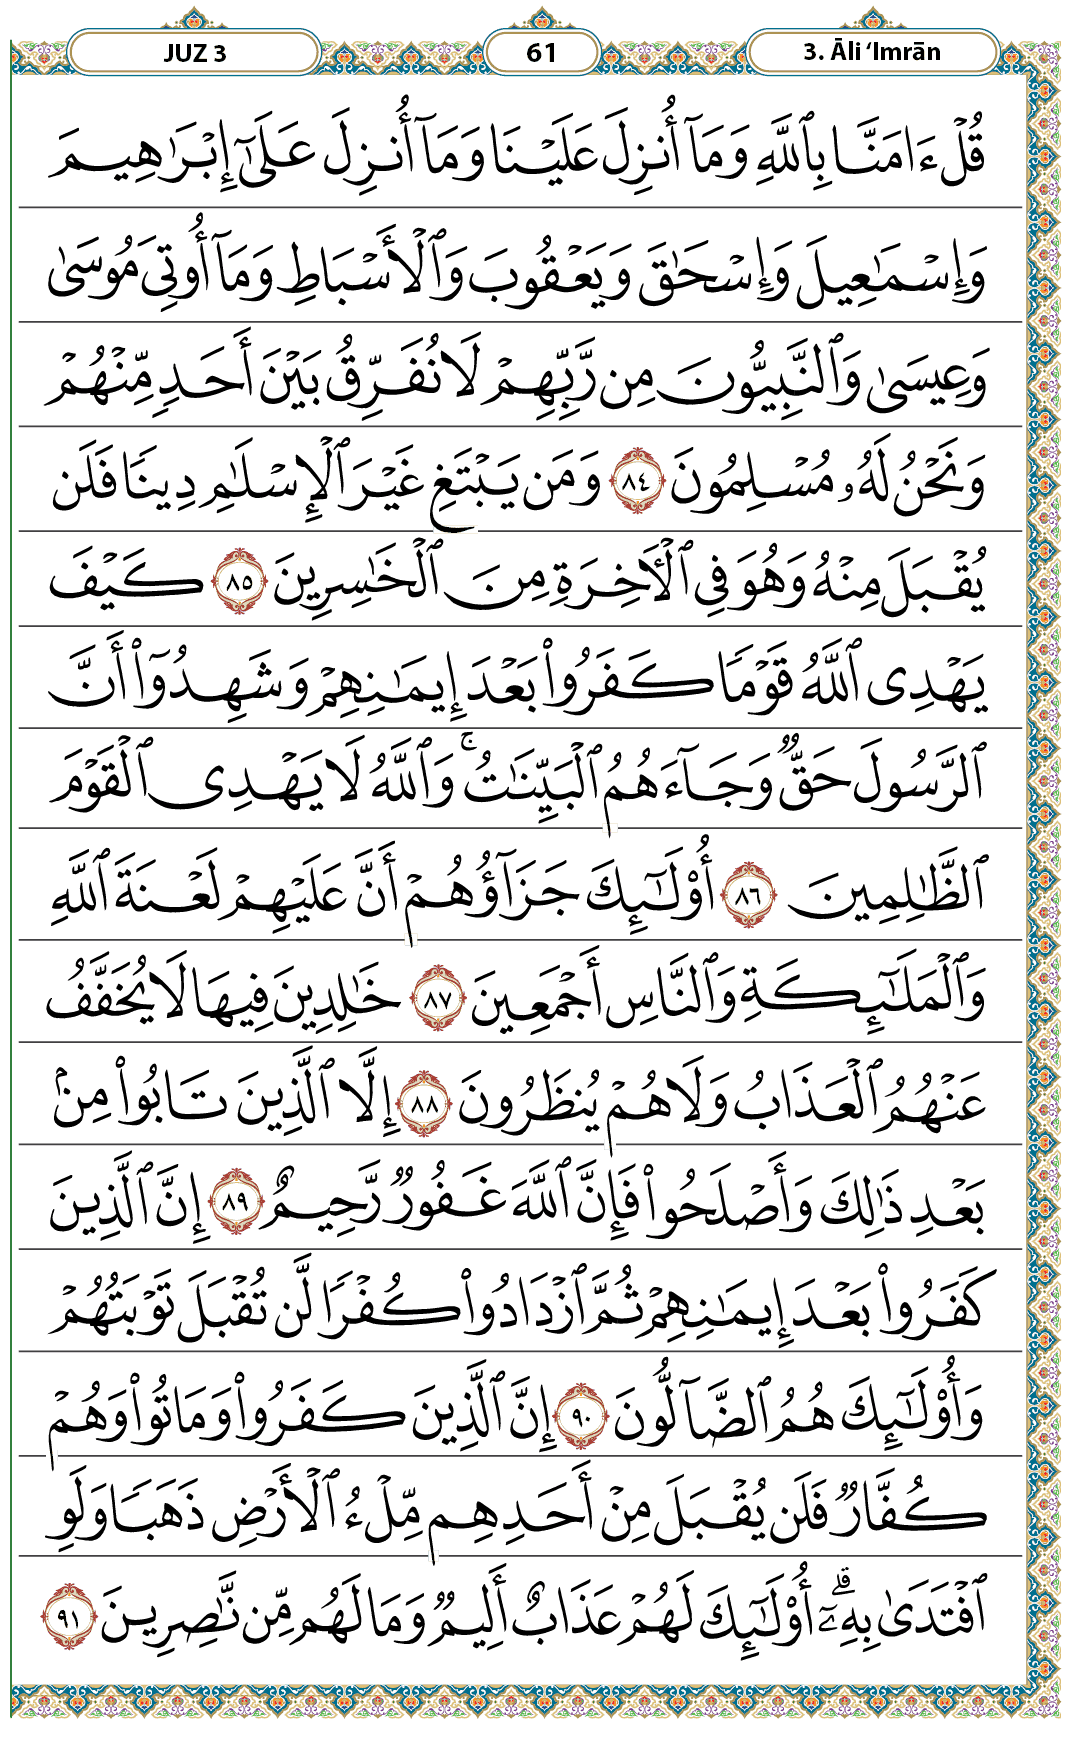 JUZ 3 61 3. Āli ‘Imrān
قُلْ ءَامَنَّا بِٱللَّهِ وَمَآ أُنزِلَ عَلَيْنَا وَمَآ أُنزِلَ عَلَىٰٓ إِبْرَٰهِيمَ
وَإِسْمَٰعِيلَ وَإِسْحَٰقَ وَيَعْقُوبَ وَٱلْأَسْبَاطِ وَمَآ أُوتِىَ مُوسَىٰ
وَعِيسَىٰ وَٱلنَّبِيُّونَ مِن رَّبِّهِمْ لَا نُفَرِّقُ بَيْنَ أَحَدٍ مِّنْهُمْ
وَنَحْنُ لَهُۥ مُسْلِمُونَ ٨٤ وَمَن يَبْتَغِ غَيْرَ ٱلْإِسْلَٰمِ دِينًا فَلَن
يُقْبَلَ مِنْهُ وَهُوَ فِى ٱلْـَٔاخِرَةِ مِنَ ٱلْخَٰسِرِينَ ٨٥ كَيْفَ
يَهْدِى ٱللَّهُ قَوْمًا كَفَرُوا۟ بَعْدَ إِيمَٰنِهِمْ وَشَهِدُوٓا۟ أَنَّ
ٱلرَّسُولَ حَقٌّ وَجَآءَهُمُ ٱلْبَيِّنَٰتُ ۚ وَٱللَّهُ لَا يَهْدِى ٱلْقَوْمَ
ٱلظَّٰلِمِينَ ٨٦ أُو۟لَٰٓئِكَ جَزَآؤُهُمْ أَنَّ عَلَيْهِمْ لَعْنَةَ ٱللَّهِ
وَٱلْمَلَٰٓئِكَةِ وَٱلنَّاسِ أَجْمَعِينَ ٨٧ خَٰلِدِينَ فِيهَا لَا يُخَفَّفُ
عَنْهُمُ ٱلْعَذَابُ وَلَا هُمْ يُنظَرُونَ ٨٨ إِلَّا ٱلَّذِينَ تَابُوا۟ مِنۢ
بَعْدِ ذَٰلِكَ وَأَصْلَحُوا۟ فَإِنَّ ٱللَّهَ غَفُورٌ رَّحِيمٌ ٨٩ إِنَّ ٱلَّذِينَ
كَفَرُوا۟ بَعْدَ إِيمَٰنِهِمْ ثُمَّ ٱزْدَادُوا۟ كُفْرًا لَّن تُقْبَلَ تَوْبَتُهُمْ
وَأُو۟لَٰٓئِكَ هُمُ ٱلضَّآلُّونَ ٩٠ إِنَّ ٱلَّذِينَ كَفَرُوا۟ وَمَاتُوا۟ وَهُمْ
كُفَّارٌ فَلَن يُقْبَلَ مِنْ أَحَدِهِم مِّلْءُ ٱلْأَرْضِ ذَهَبًا وَلَوِ
ٱفْتَدَىٰ بِهِۦٓ ۗ أُو۟لَٰٓئِكَ لَهُمْ عَذَابٌ أَلِيمٌ وَمَا لَهُم مِّن نَّٰصِرِينَ ٩١